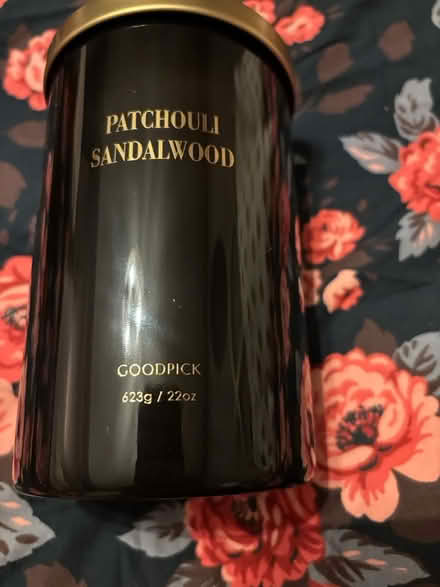 PATCHOULI
SANDALWOOD
GOODPICK
623g / 22oz